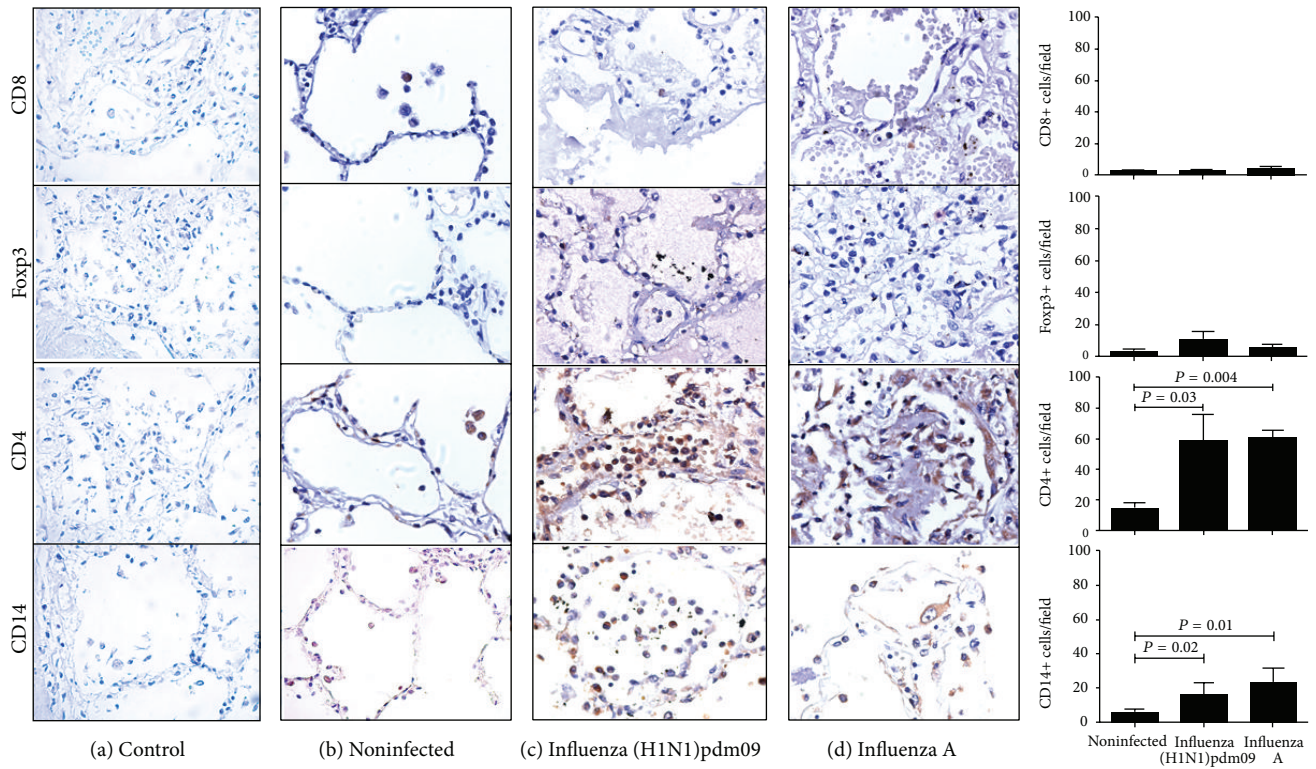 CD8
Foxp3
CD4
CD14
(a) Control
(b) Noninfected
(c) Influenza (H1N1)pdm09
(d) Influenza A
CD8+ cells/field
100
80
60
40
20
0
Foxp3+ cells/field
100
80
60
40
20
0
CD4+ cells/field
100
80
60
40
20
0
P = 0.004
P = 0.03
CD14+ cells/field
100
80
60
40
20
0
P = 0.01
P = 0.02
Noninfected
Influenza
(H1N1)pdm09
Influenza
A